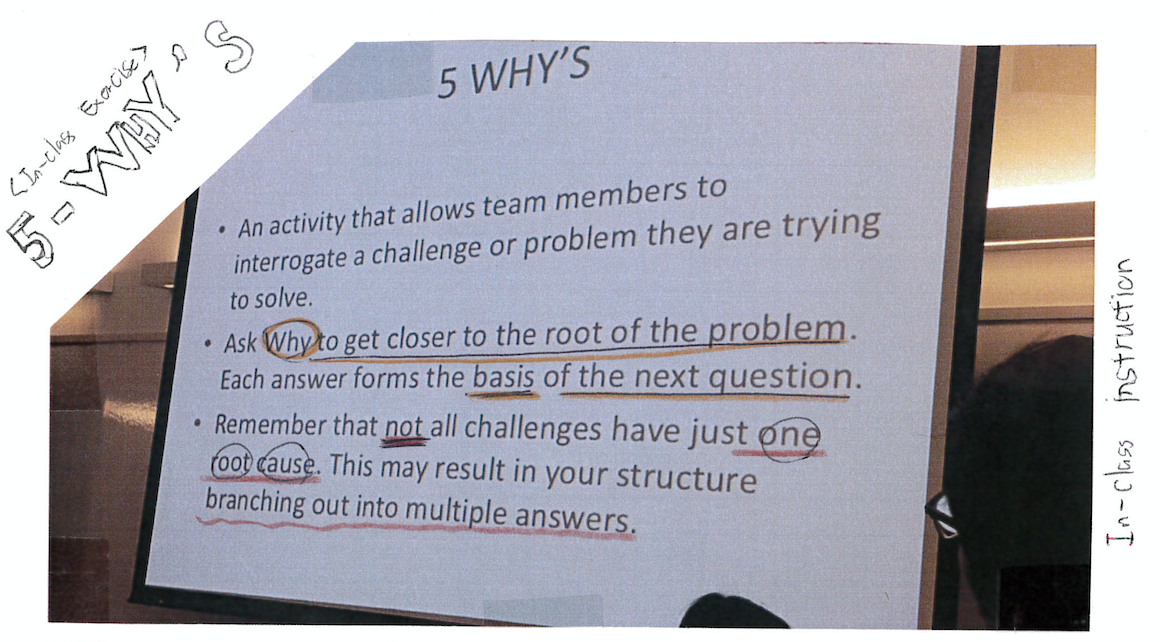 <In-class Exercise>
5-WHY's
5 WHY'S
• An activity that allows team members to
interrogate a challenge or problem they are trying
to solve.
• Ask Why to get closer to the root of the problem.
Each answer forms the basis of the next question.
• Remember that not all challenges have just one
root cause. This may result in your structure
branching out into multiple answers.
In-class instruction